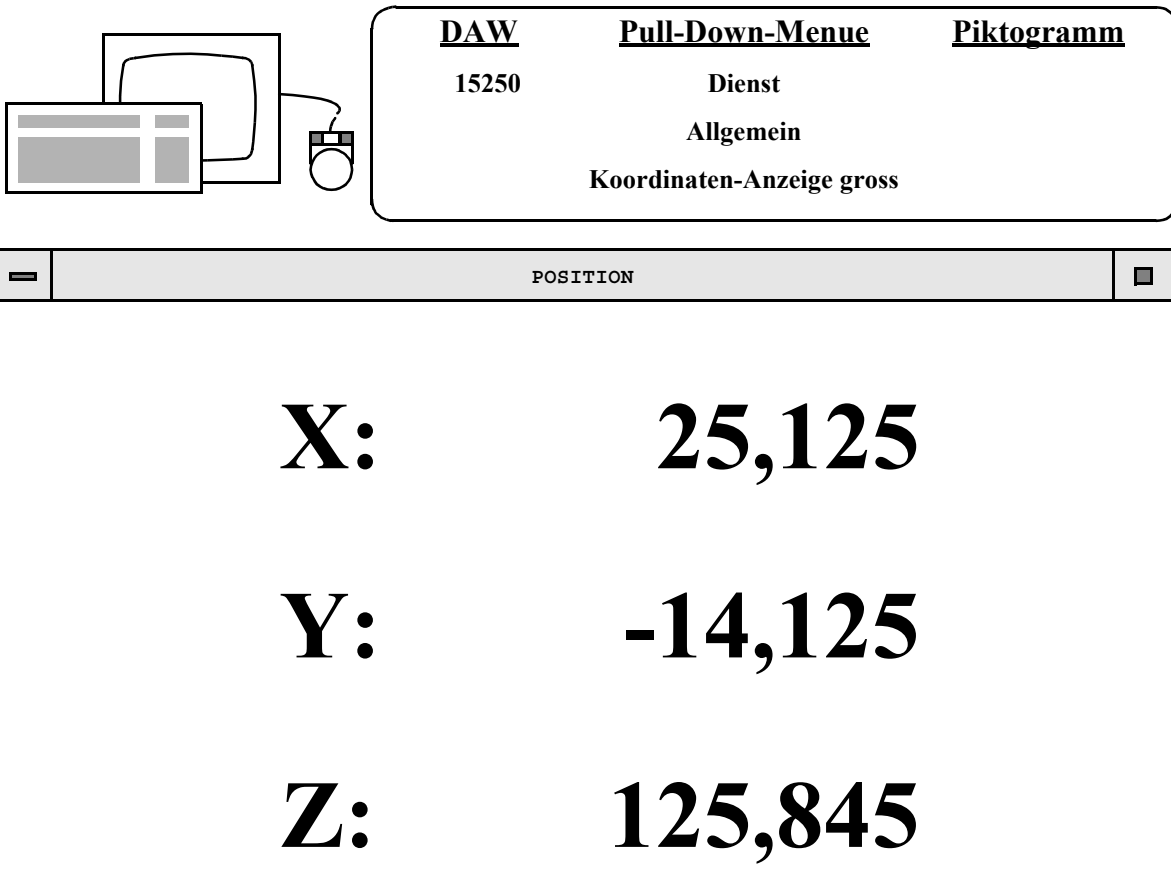 DAW Pull-Down-Menue Piktogramm
15250 Dienst
Allgemein
Koordinaten-Anzeige gross
POSITION
X: 25,125
Y: -14,125
Z: 125,845